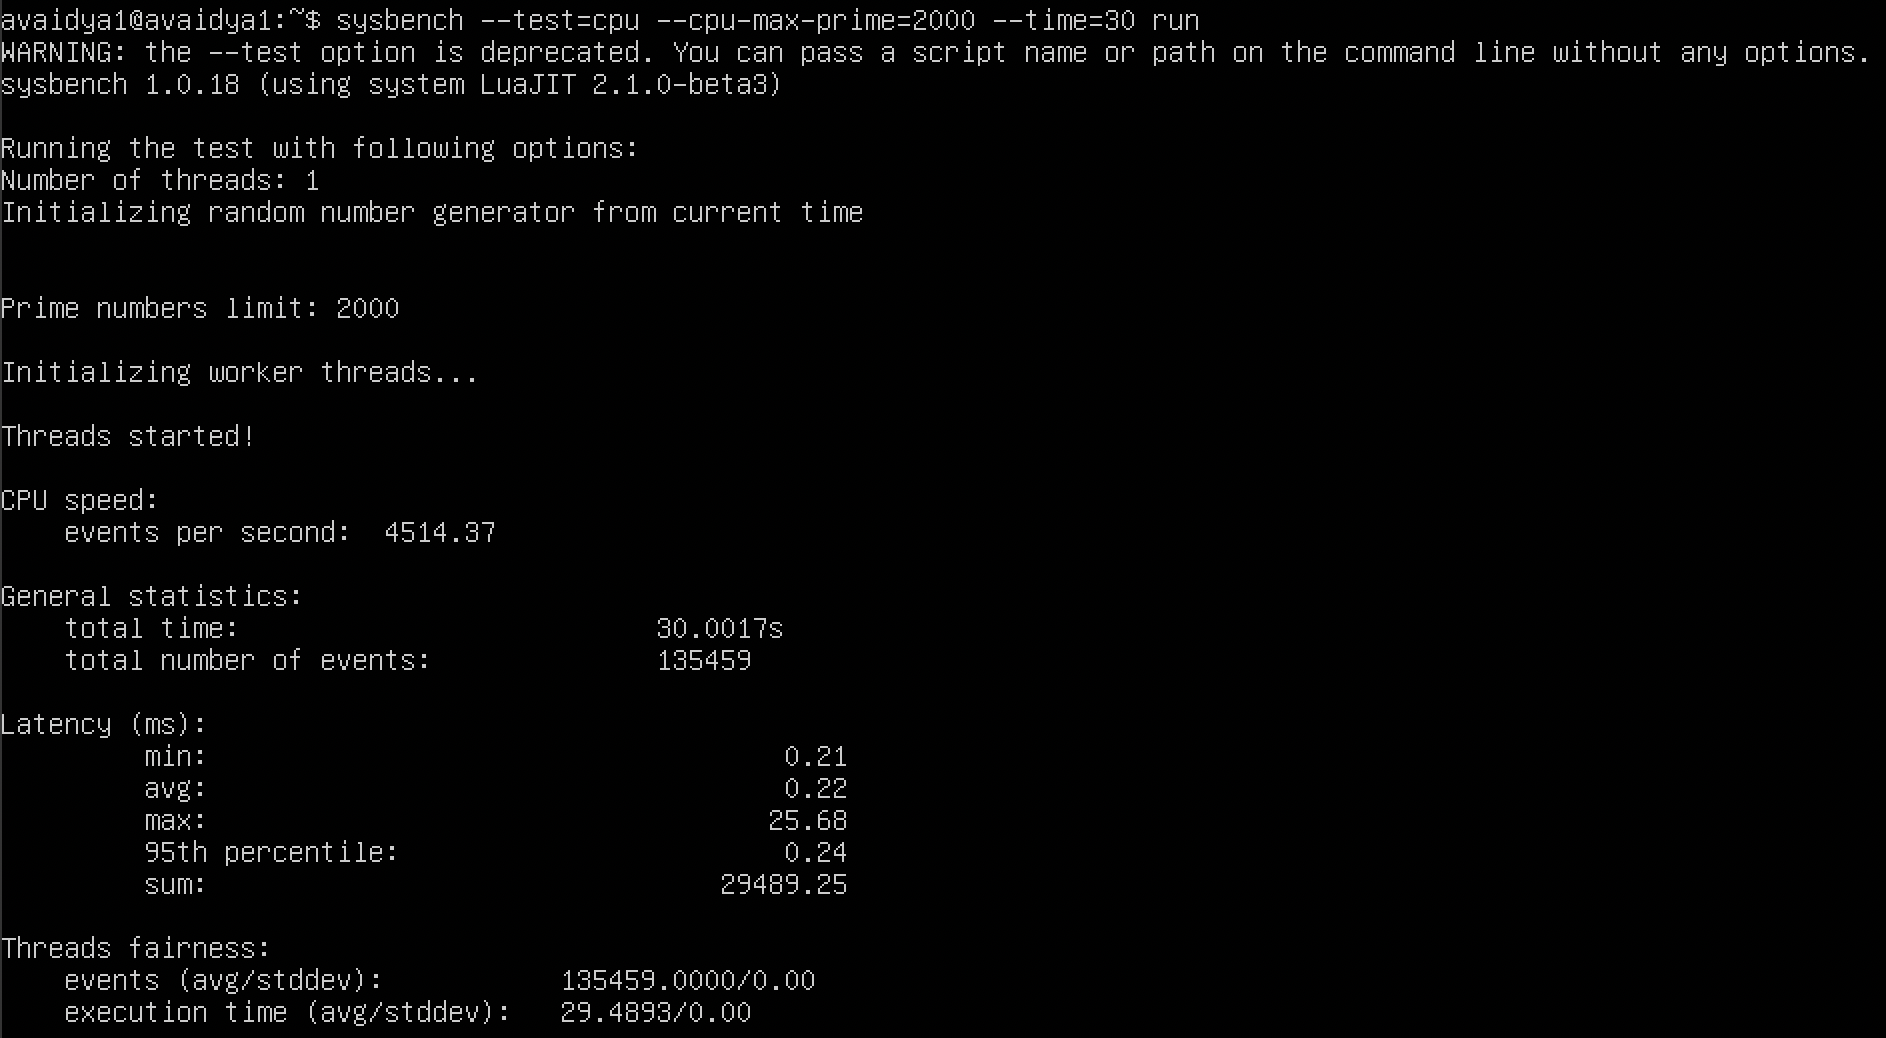 avaidya1@avaidya1:~$ sysbench --test=cpu --cpu-max-prime=2000 --time=30 run
WARNING: the --test option is deprecated. You can pass a script name or path on the command line without any options.
sysbench 1.0.18 (using system LuaJIT 2.1.0-beta3)
Running the test with following options:
Number of threads: 1
Initializing random number generator from current time
Prime numbers limit: 2000
Initializing worker threads...
Threads started!
CPU speed:
events per second: 4514.37
General statistics:
total time: 30.0017s
total number of events: 135459
Latency (ms):
min: 0.21
avg: 0.22
max: 25.68
95th percentile: 0.24
sum: 29489.25
Threads fairness:
events (avg/stddev): 135459.0000/0.00
execution time (avg/stddev): 29.4893/0.00